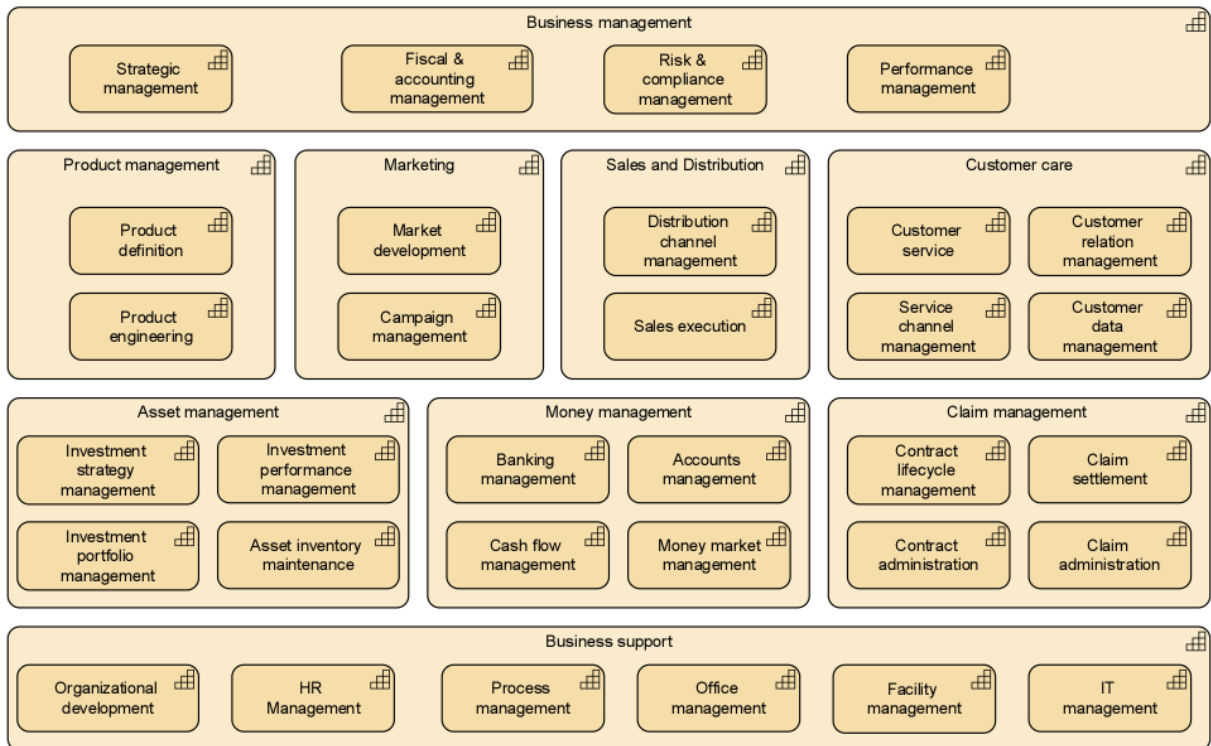 Business management
Strategic
management
Fiscal &
accounting
management
Risk &
compliance
management
Performance
management
Product management
Product
definition
Product
engineering
Marketing
Market
development
Campaign
management
Sales and Distribution
Distribution
channel
management
Sales execution
Customer care
Customer
service
Customer
relation
management
Service
channel
management
Customer
data
management
Asset management
Investment
strategy
management
Investment
performance
management
Investment
portfolio
management
Asset inventory
maintenance
Money management
Banking
management
Accounts
management
Cash flow
management
Money market
management
Claim management
Contract
lifecycle
management
Claim
settlement
Contract
administration
Claim
administration
Business support
Organizational
development
HR
Management
Process
management
Office
management
Facility
management
IT
management